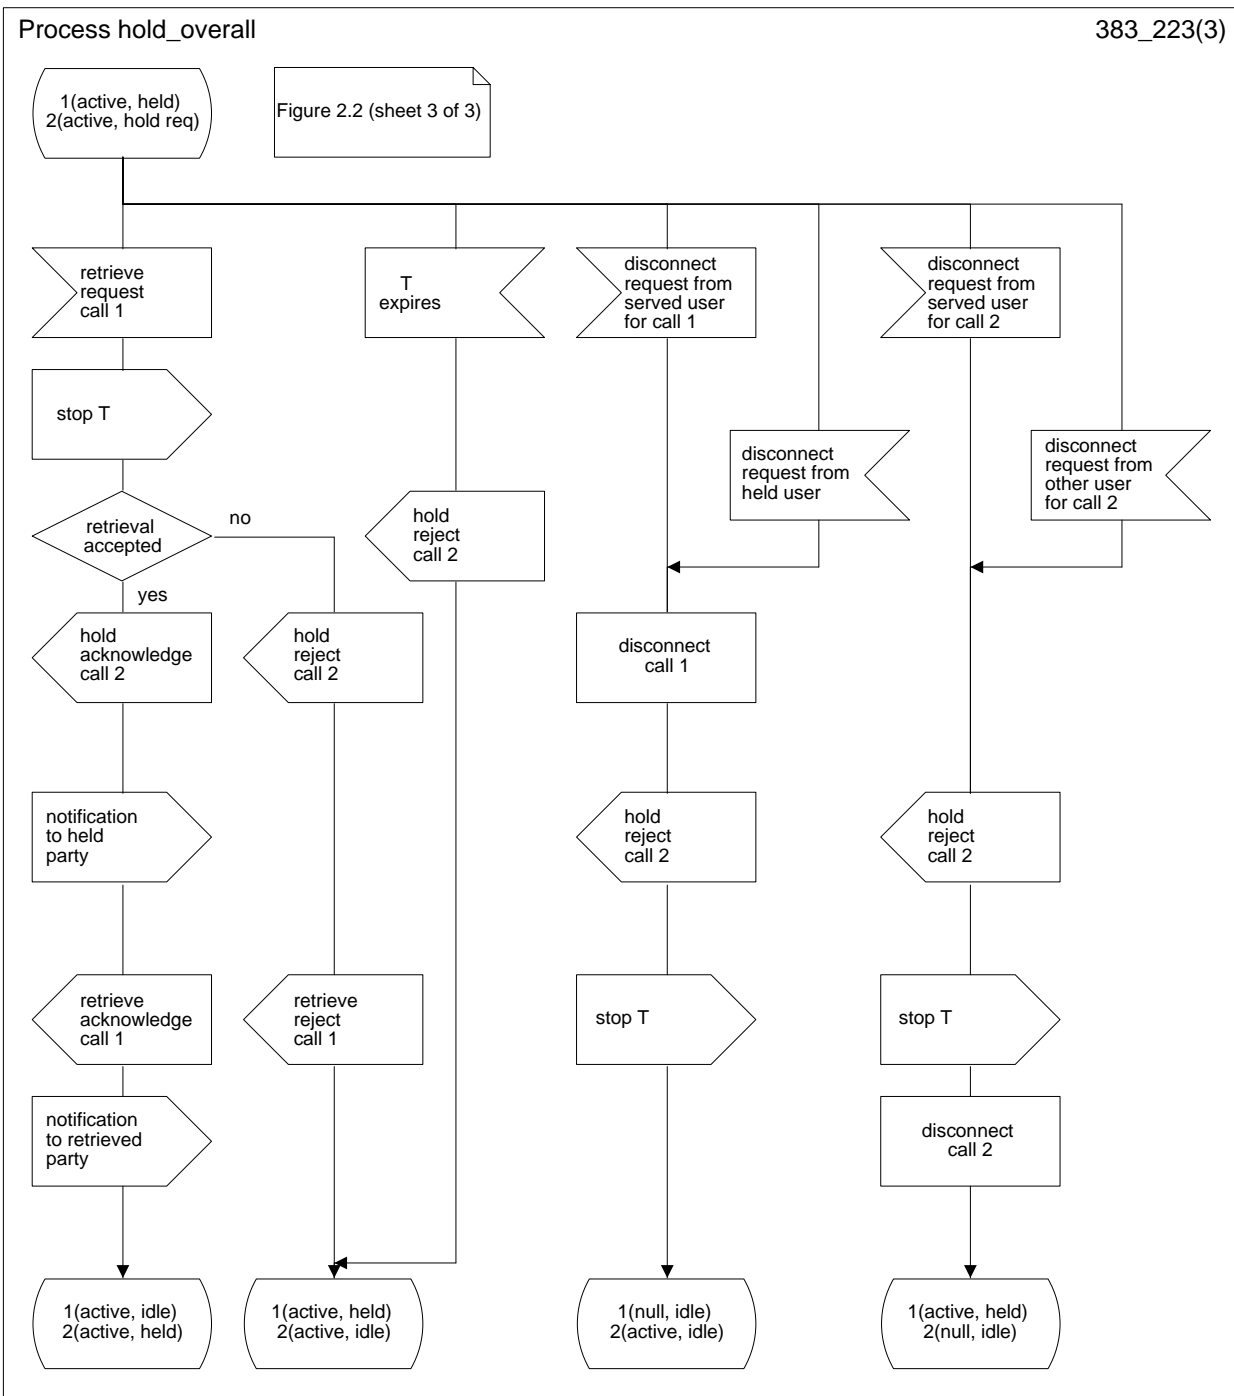 Process hold_overall
383_223(3)
1(active, held)
2(active, hold req)
Figure 2.2 (sheet 3 of 3)
retrieve
request
call 1
T
expires
disconnect
request from
served user
for call 1
disconnect
request from
served user
for call 2
stop T
disconnect
request from
held user
disconnect
request from
other user
for call 2
retrieval
accepted
no
yes
hold
reject
call 2
hold
acknowledge
call 2
hold
reject
call 2
disconnect
call 1
notification
to held
party
hold
reject
call 2
hold
reject
call 2
retrieve
acknowledge
call 1
retrieve
reject
call 1
stop T
stop T
notification
to retrieved
party
disconnect
call 2
1(active, idle)
2(active, held)
1(active, held)
2(active, idle)
1(null, idle)
2(active, idle)
1(active, held)
2(null, idle)